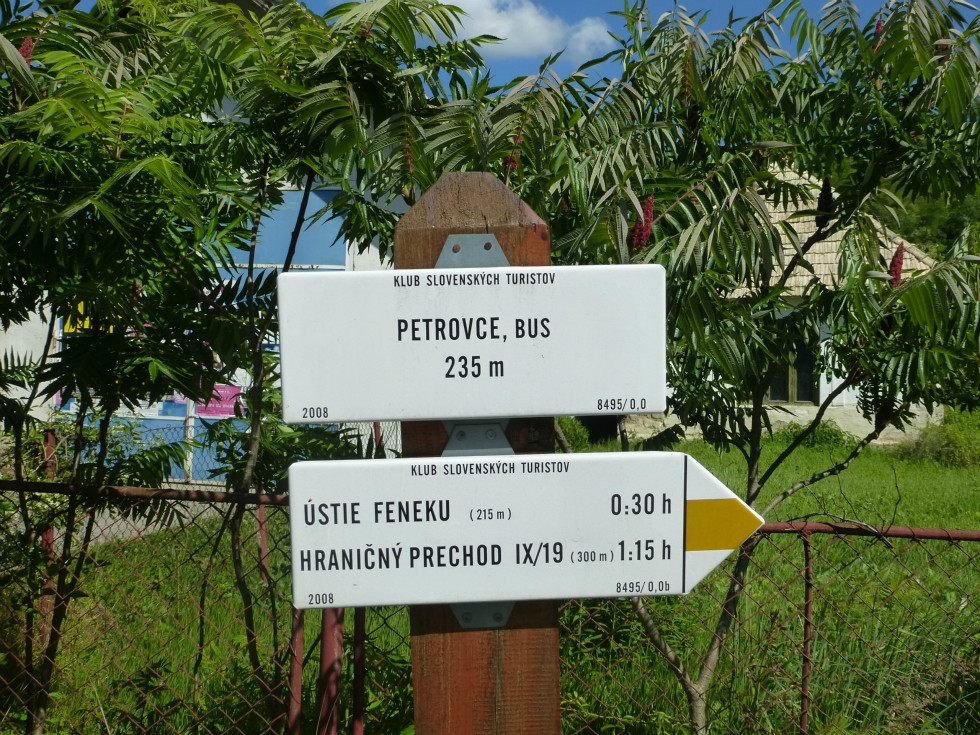 KLUB SLOVENSKÝCH TURISTOV
PETROVCE, BUS
235 m
2008 8495/0,0
KLUB SLOVENSKÝCH TURISTOV
ÚSTIE FENEKU (215 m) 0:30 h
HRANIČNÝ PRECHOD IX/19 (300 m) 1:15 h
2008 8495/0,0b